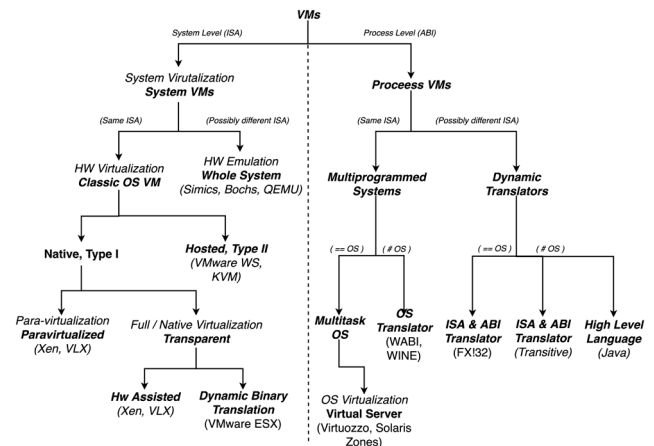 VMs
System Level (ISA)
Process Level (ABI)
System Virutalization
System VMs
Proceess VMs
(Same ISA)
(Possibly different ISA)
(Same ISA)
(Possibly different ISA)
HW Virtualization
Classic OS VM
HW Emulation
Whole System
(Simics, Bochs, QEMU)
Multiprogrammed
Systems
Dynamic
Translators
Native, Type I
Hosted, Type II
(VMware WS,
KVM)
( == OS )
( # OS )
( == OS )
( # OS )
Para-virtualization
Paravirtualized
(Xen, VLX)
Full / Native Virtualization
Transparent
Multitask
OS
OS
Translator
(WABI,
WINE)
ISA & ABI
Translator
(FX!32)
ISA & ABI
Translator
(Transitive)
High Level
Language
(Java)
Hw Assisted
(Xen, VLX)
Dynamic Binary
Translation
(VMware ESX)
OS Virtualization
Virtual Server
(Virtuozzo, Solaris
Zones)